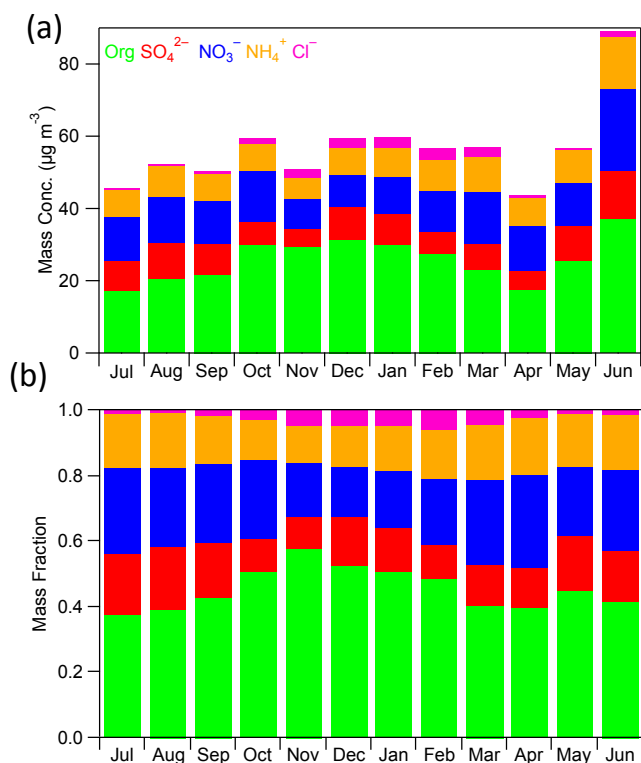 (a)
Org SO₄²⁻ NO₃⁻ NH₄⁺ Cl⁻
80
60
40
20
0
Mass Conc. (µg m⁻³)
Jul Aug Sep Oct Nov Dec Jan Feb Mar Apr May Jun
(b)
1.0
0.8
0.6
0.4
0.2
0.0
Mass Fraction
Jul Aug Sep Oct Nov Dec Jan Feb Mar Apr May Jun